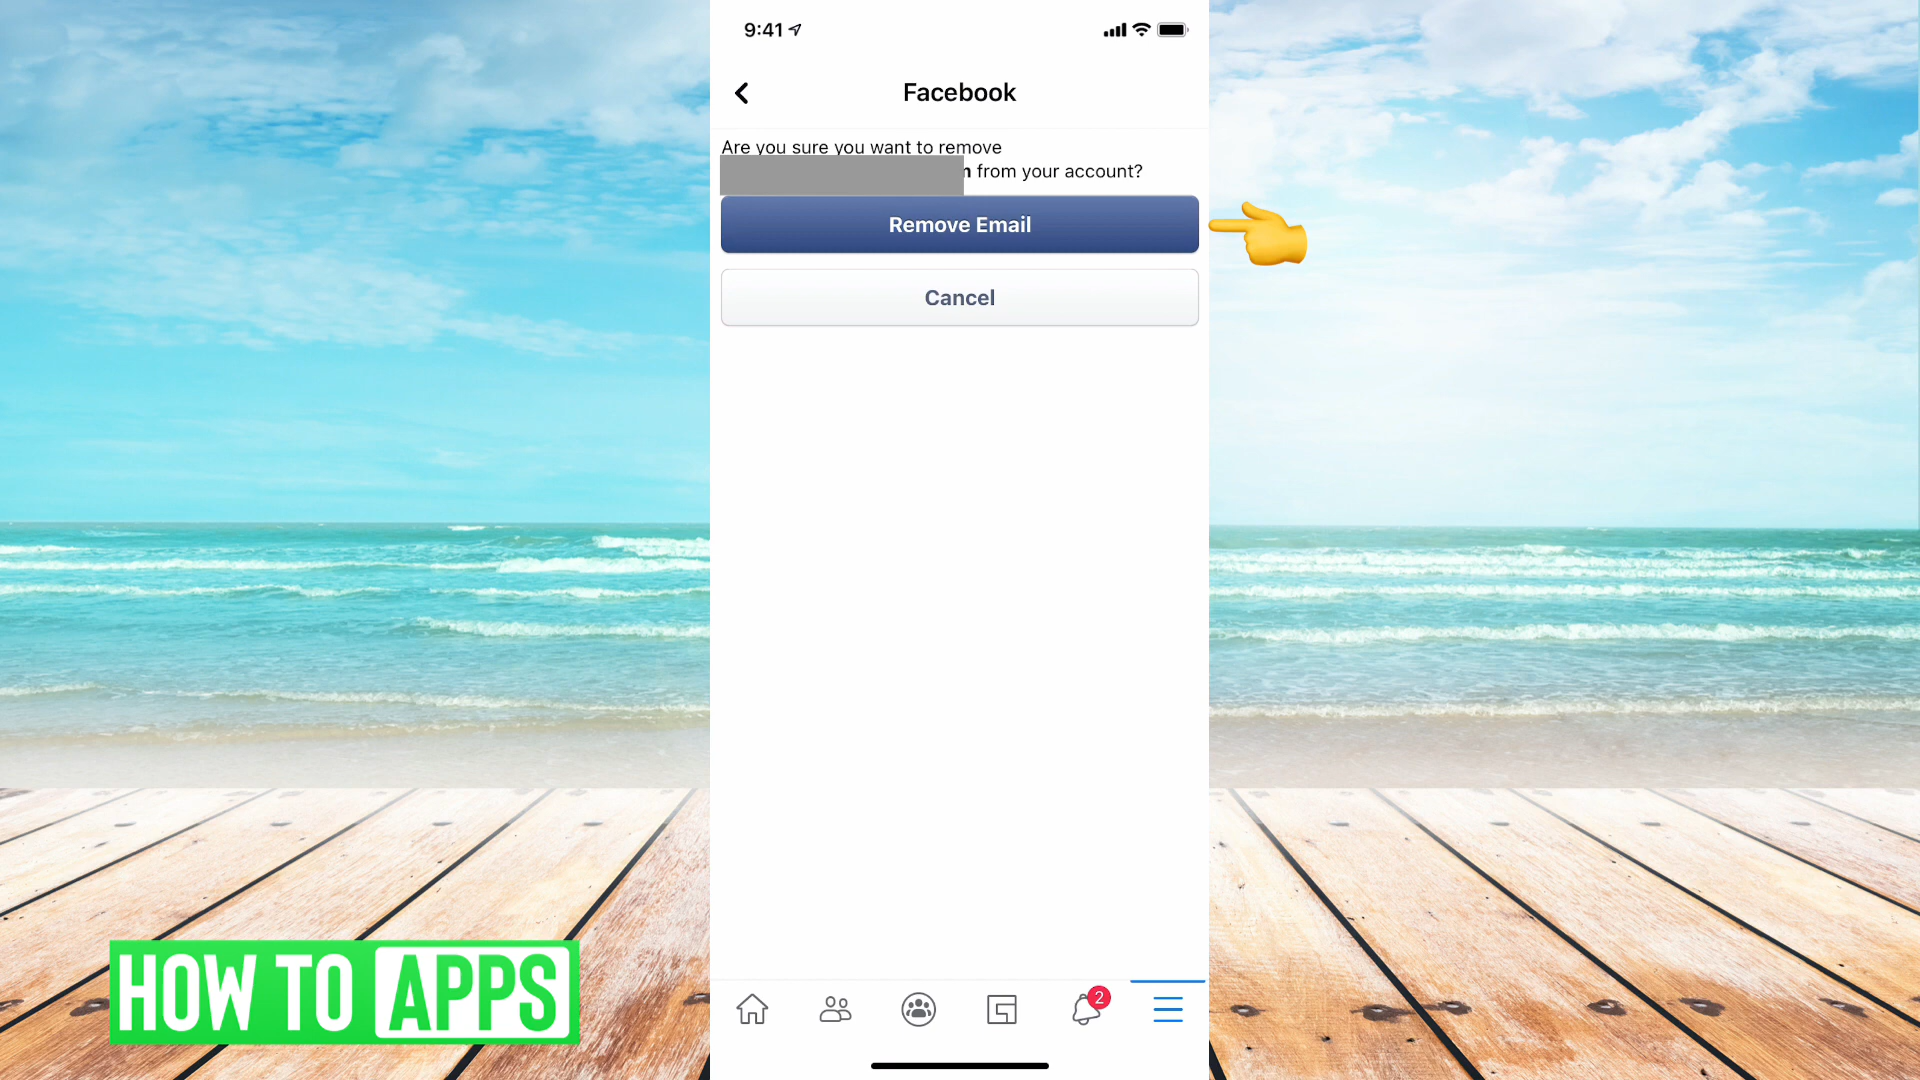 9:41
Facebook
Are you sure you want to remove
from your account?
Remove Email
Cancel
2
HOW TO APPS